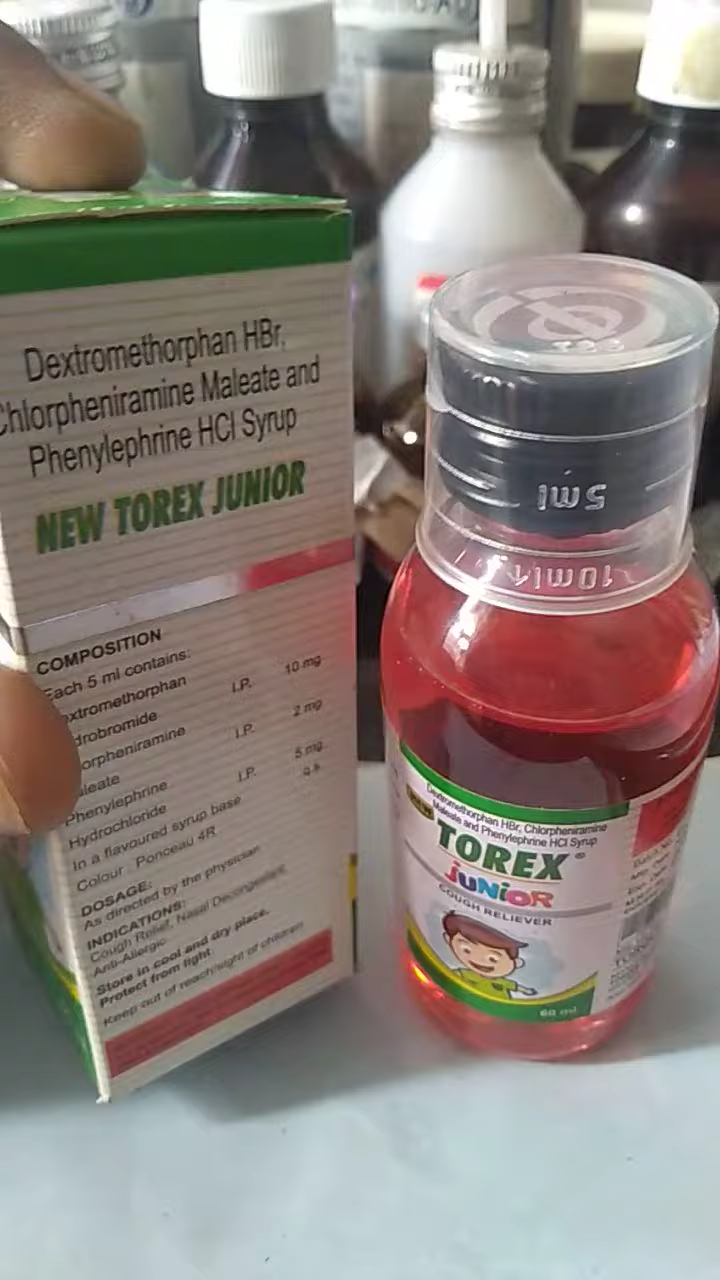 Dextromethorphan HBr,
Chlorpheniramine Maleate and
Phenylephrine HCl Syrup
NEW TOREX JUNIOR
COMPOSITION
Each 5 ml contains:
extromethorphan I.P. 10 mg
drobromide
orpheniramine I.P. 2 mg
aleate
Phenylephrine I.P. 5 mg
Hydrochloride
In a flavoured syrup base q.s.
Colour : Ponceau 4R
DOSAGE:
As directed by the physician
INDICATIONS:
Cough Relief, Nasal Decongestant,
Anti-Allergic
Store in cool and dry place.
Protect from light.
Keep out of reach/sight of children
5ml
10ml
Dextromethorphan HBr, Chlorpheniramine
Maleate and Phenylephrine HCl Syrup
NEW
TOREX®
JUNiOR
COUGH RELIEVER
60 ml